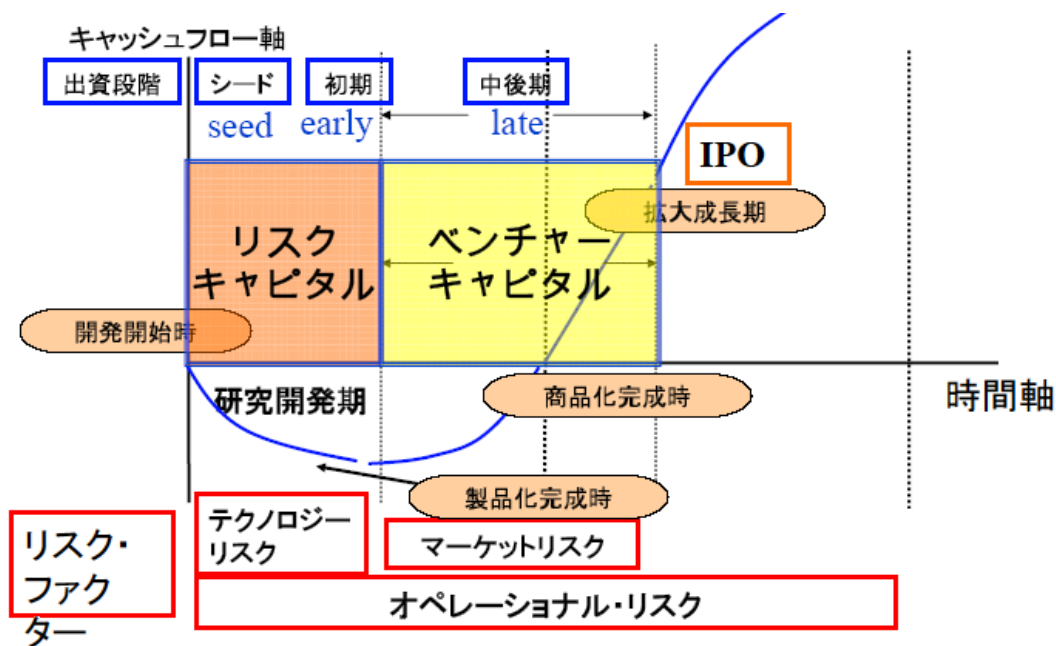 キャッシュフロー軸
出資段階
シード
初期
中後期
seed
early
late
IPO
拡大成長期
リスク
キャピタル
ベンチャー
キャピタル
開発開始時
研究開発期
商品化完成時
時間軸
製品化完成時
リスク・
ファク
ター
テクノロジー
リスク
マーケットリスク
オペレーショナル・リスク